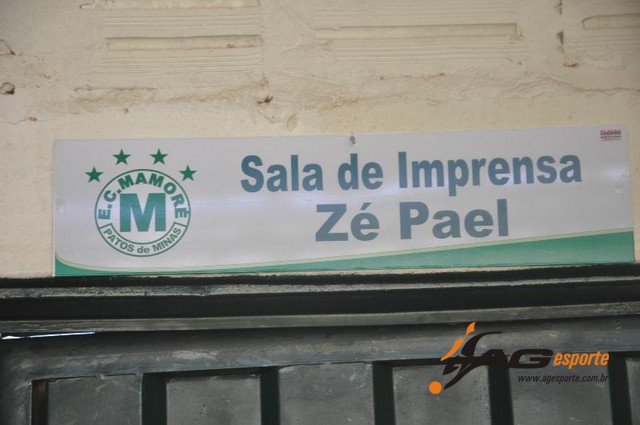 Sala de Imprensa
Zé Pael
E.C. MAMORÉ
M
PATOS de MINAS
AG esporte
www.agesporte.com.br